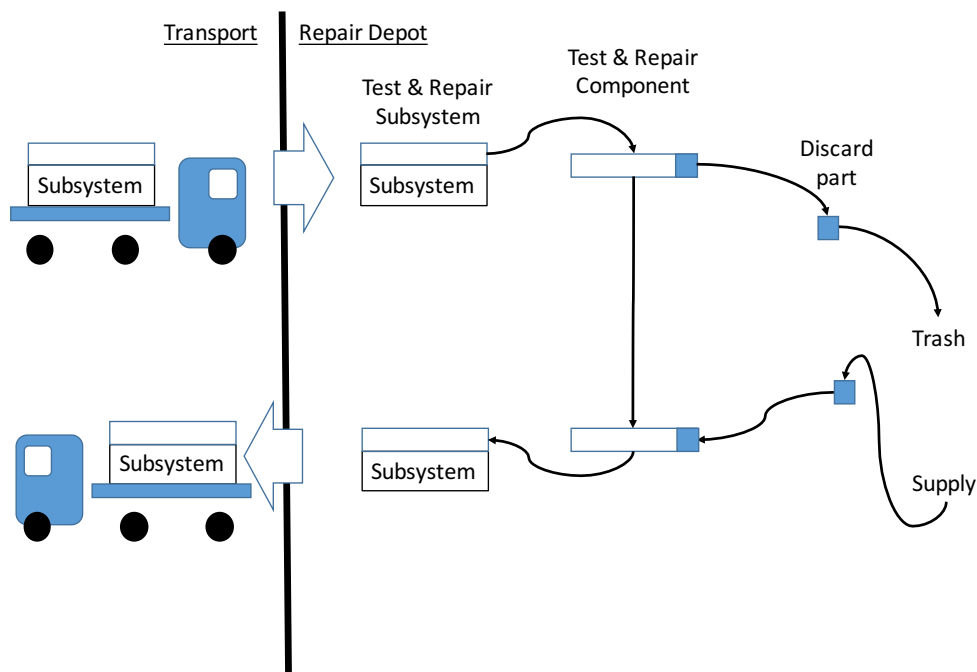 Transport
Repair Depot
Test & Repair
Component
Test & Repair
Subsystem
Discard
part
Subsystem
Subsystem
Trash
Subsystem
Subsystem
Supply